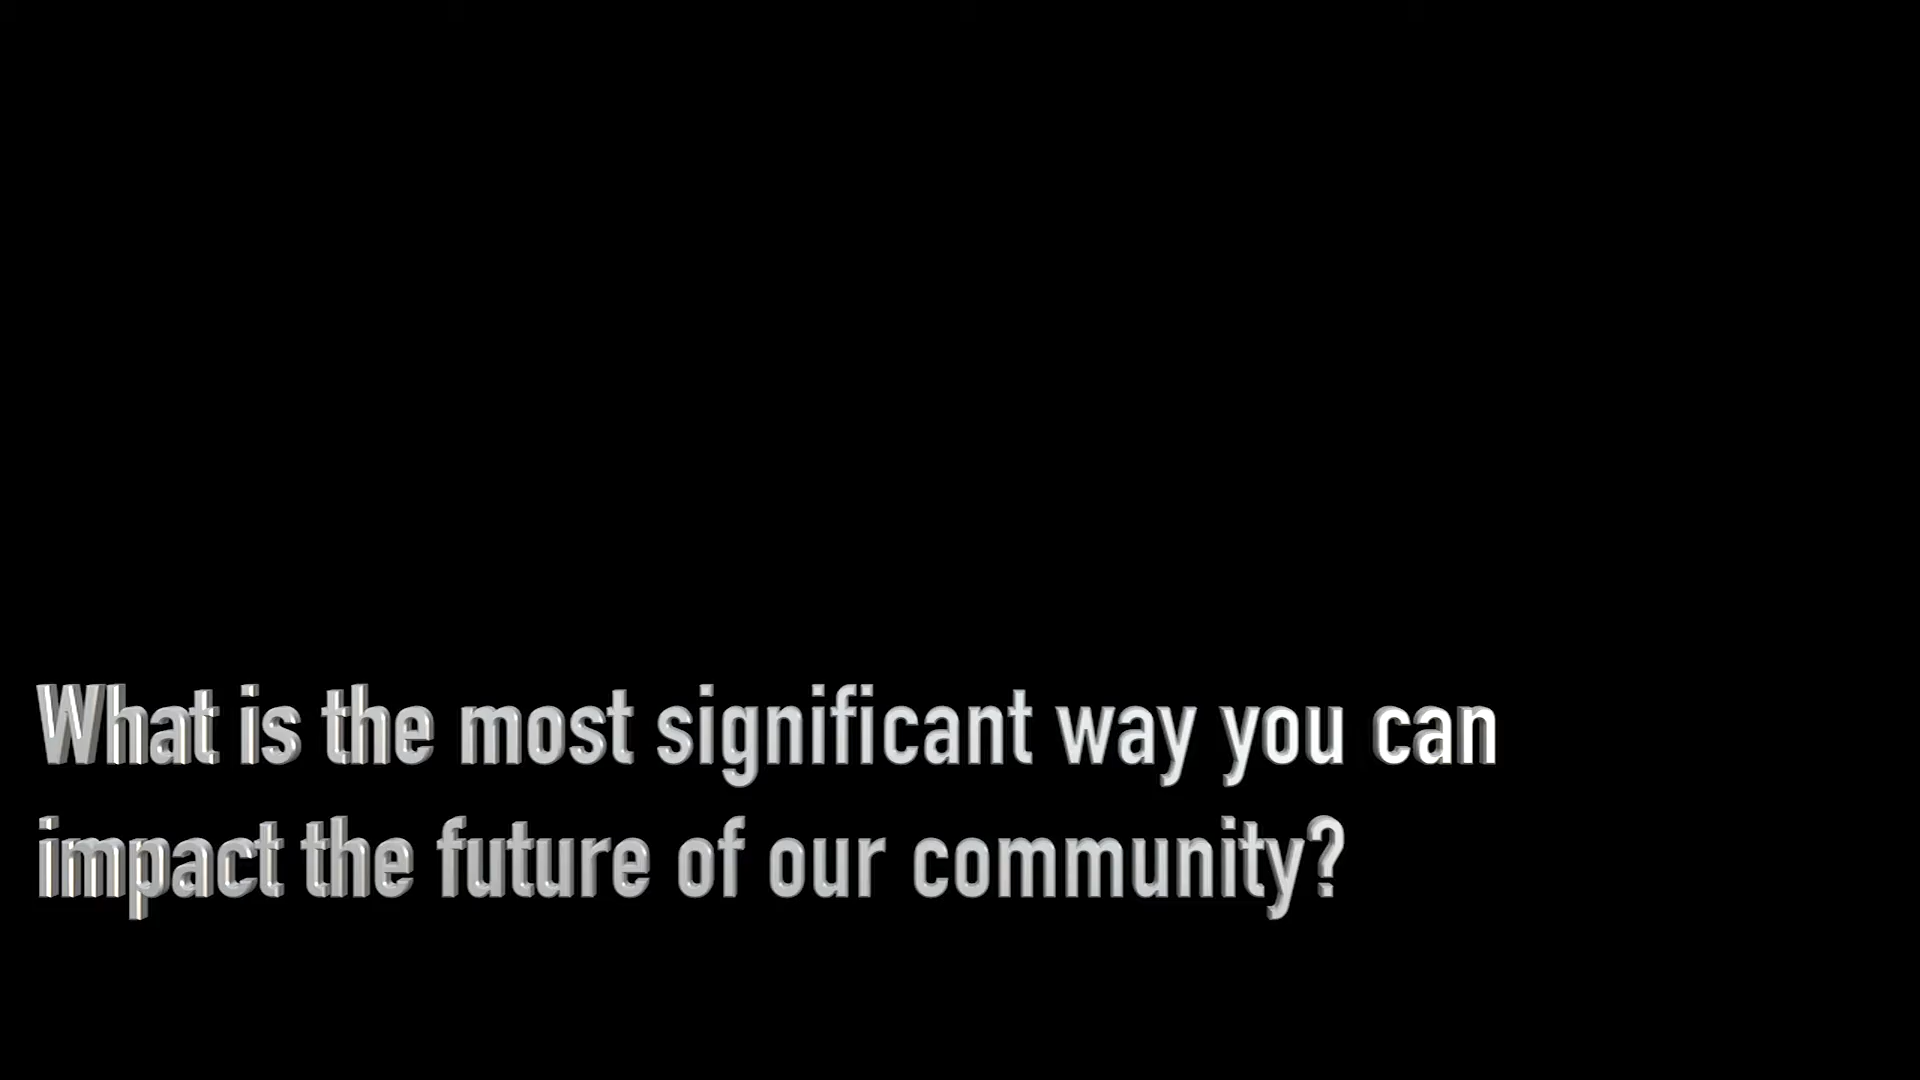 What is the most significant way you can
impact the future of our community?